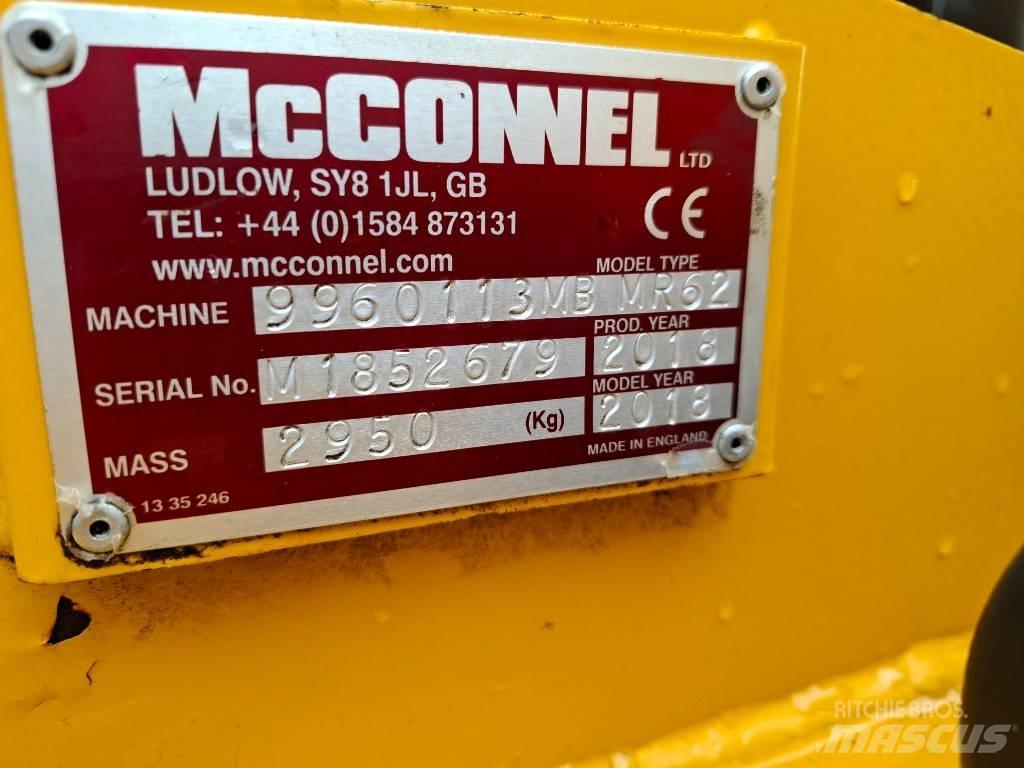 McCONNEL LTD
LUDLOW, SY8 1JL, GB
TEL: +44 (0)1584 873131
CE
www.mcconnel.com
MODEL TYPE
MACHINE 9960113MB MR62
PROD. YEAR
SERIAL No. M1852679 2018
MODEL YEAR
MASS 2950 (Kg) 2018
MADE IN ENGLAND
13 35 246
RITCHIE BROS.
MASCUS